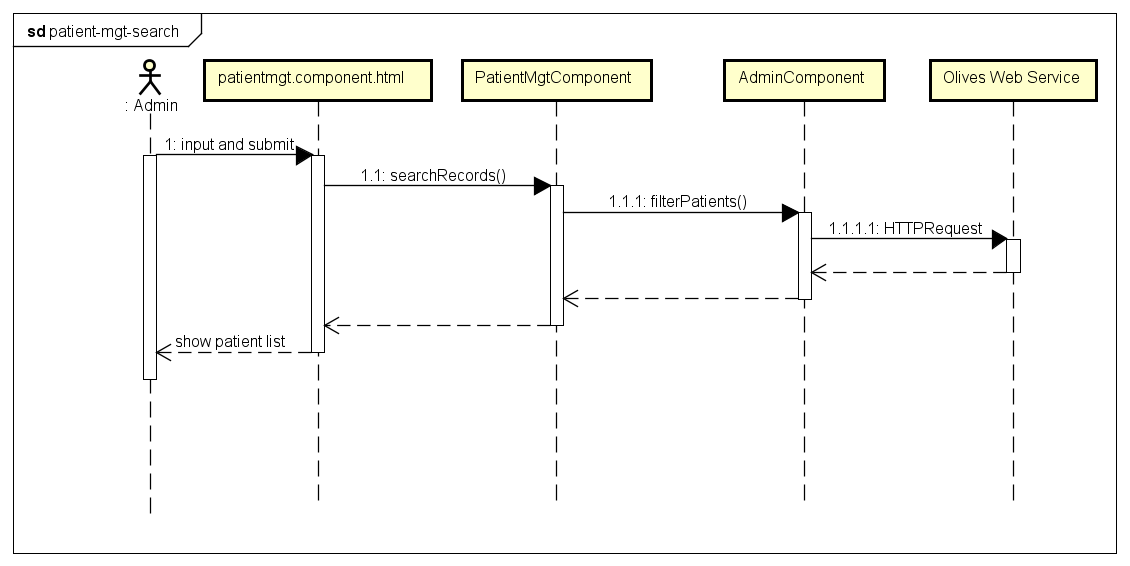 sd patient-mgt-search
: Admin
patientmgt.component.html
PatientMgtComponent
AdminComponent
Olives Web Service
1: input and submit
1.1: searchRecords()
1.1.1: filterPatients()
1.1.1.1: HTTPRequest
show patient list